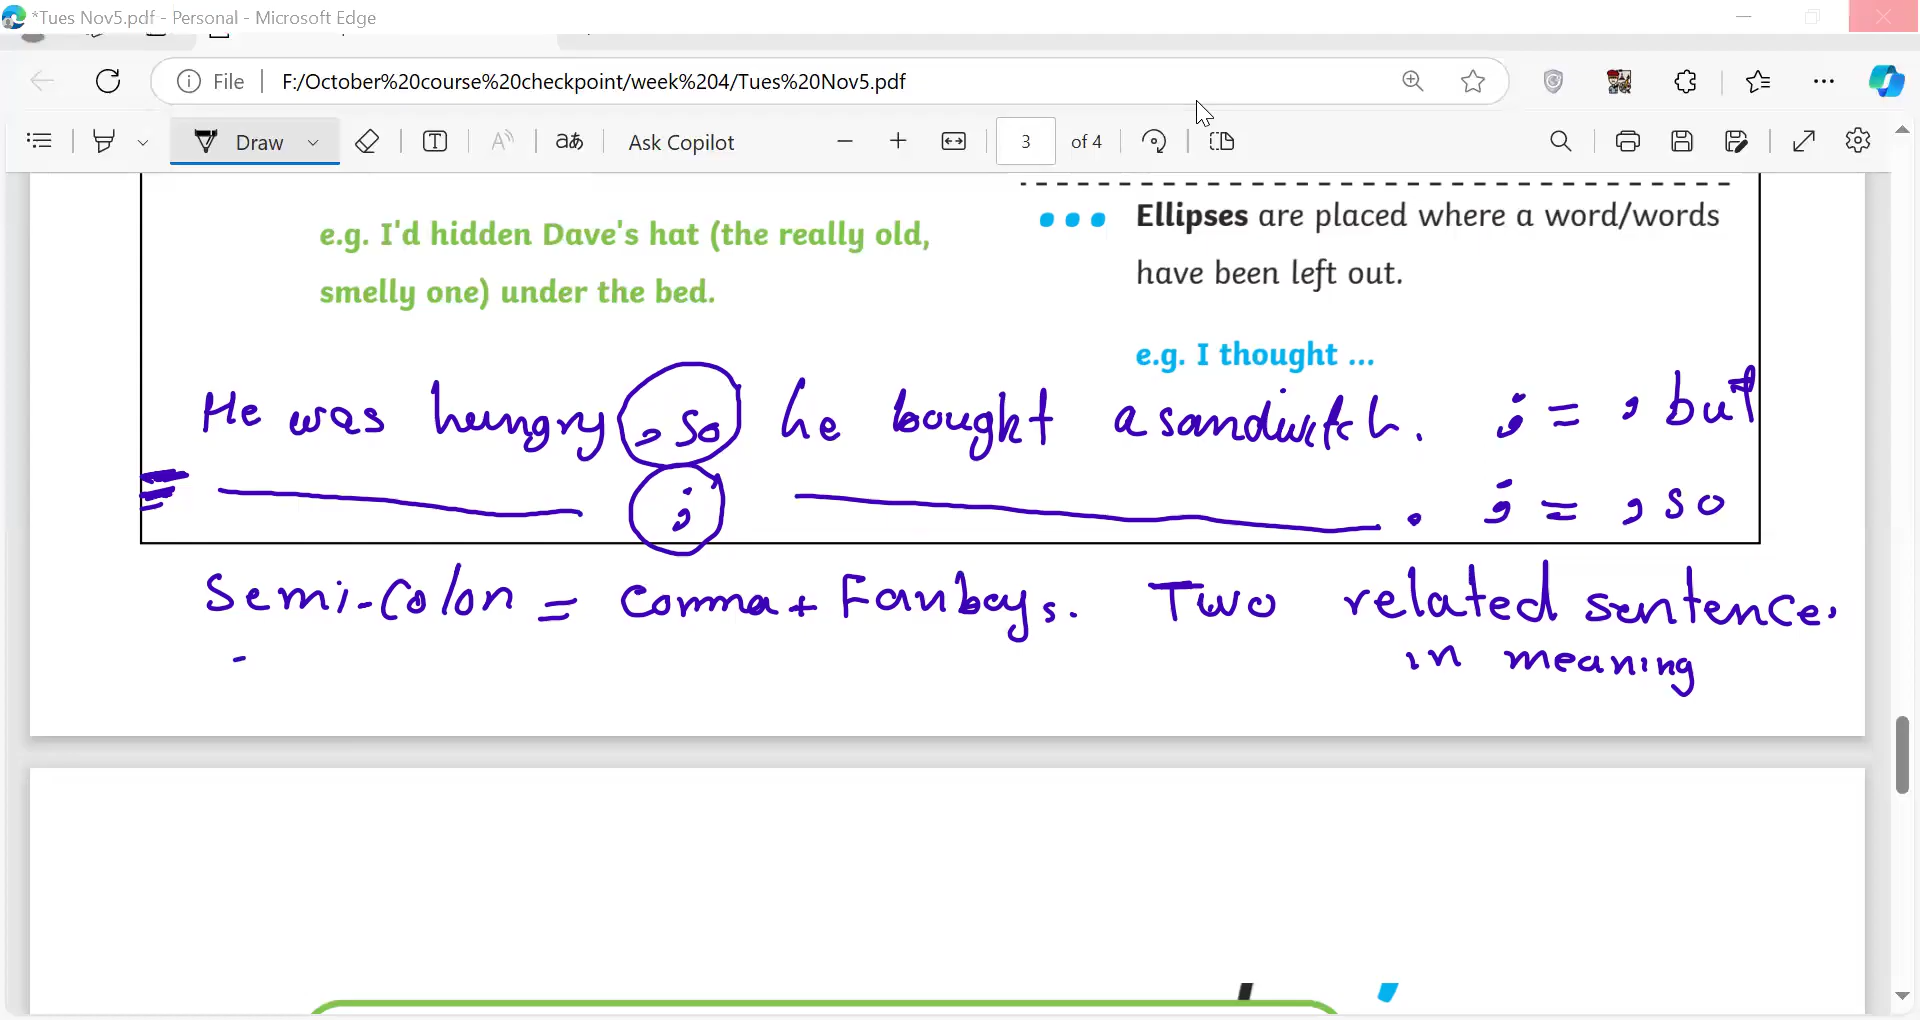 *Tues Nov5.pdf - Personal - Microsoft Edge
File F:/October%20course%20checkpoint/week%204/Tues%20Nov5.pdf
Draw Ask Copilot 3 of 4
e.g. I'd hidden Dave's hat (the really old,
smelly one) under the bed.
Ellipses are placed where a word/words
have been left out.
e.g. I thought ...
He was hungry , so he bought a sandwitch. ; = , but
; . ; = , so
Semi-Colon = Comma + Fanboys. Two related sentence.
in meaning